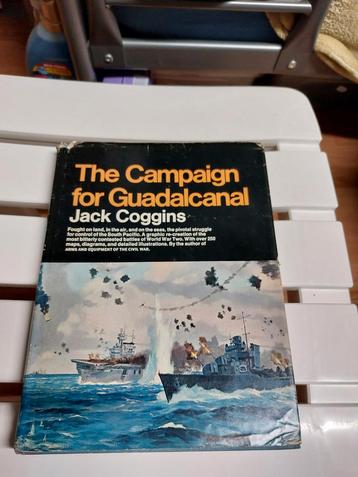 The Campaign
for Guadalcanal
Jack Coggins
Fought on land, in the air, and on the seas, the pivotal struggle
for control of the South Pacific. A graphic re-creation of the
most bitterly contested battles of World War Two. With over 250
maps, diagrams, and detailed illustrations. By the author of
ARMS AND EQUIPMENT OF THE CIVIL WAR.